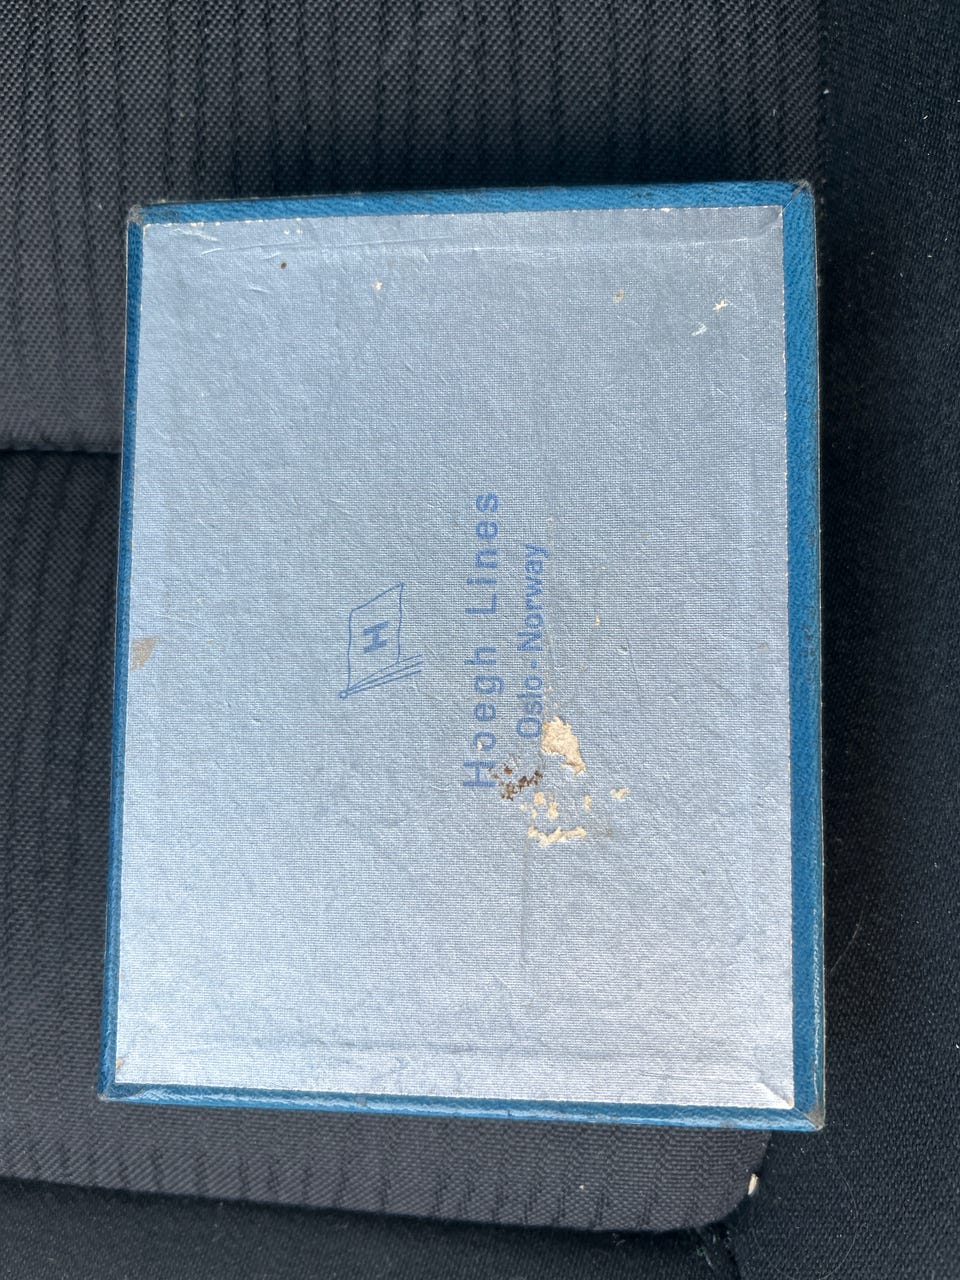 H
Hoegh Lines
Oslo - Norway